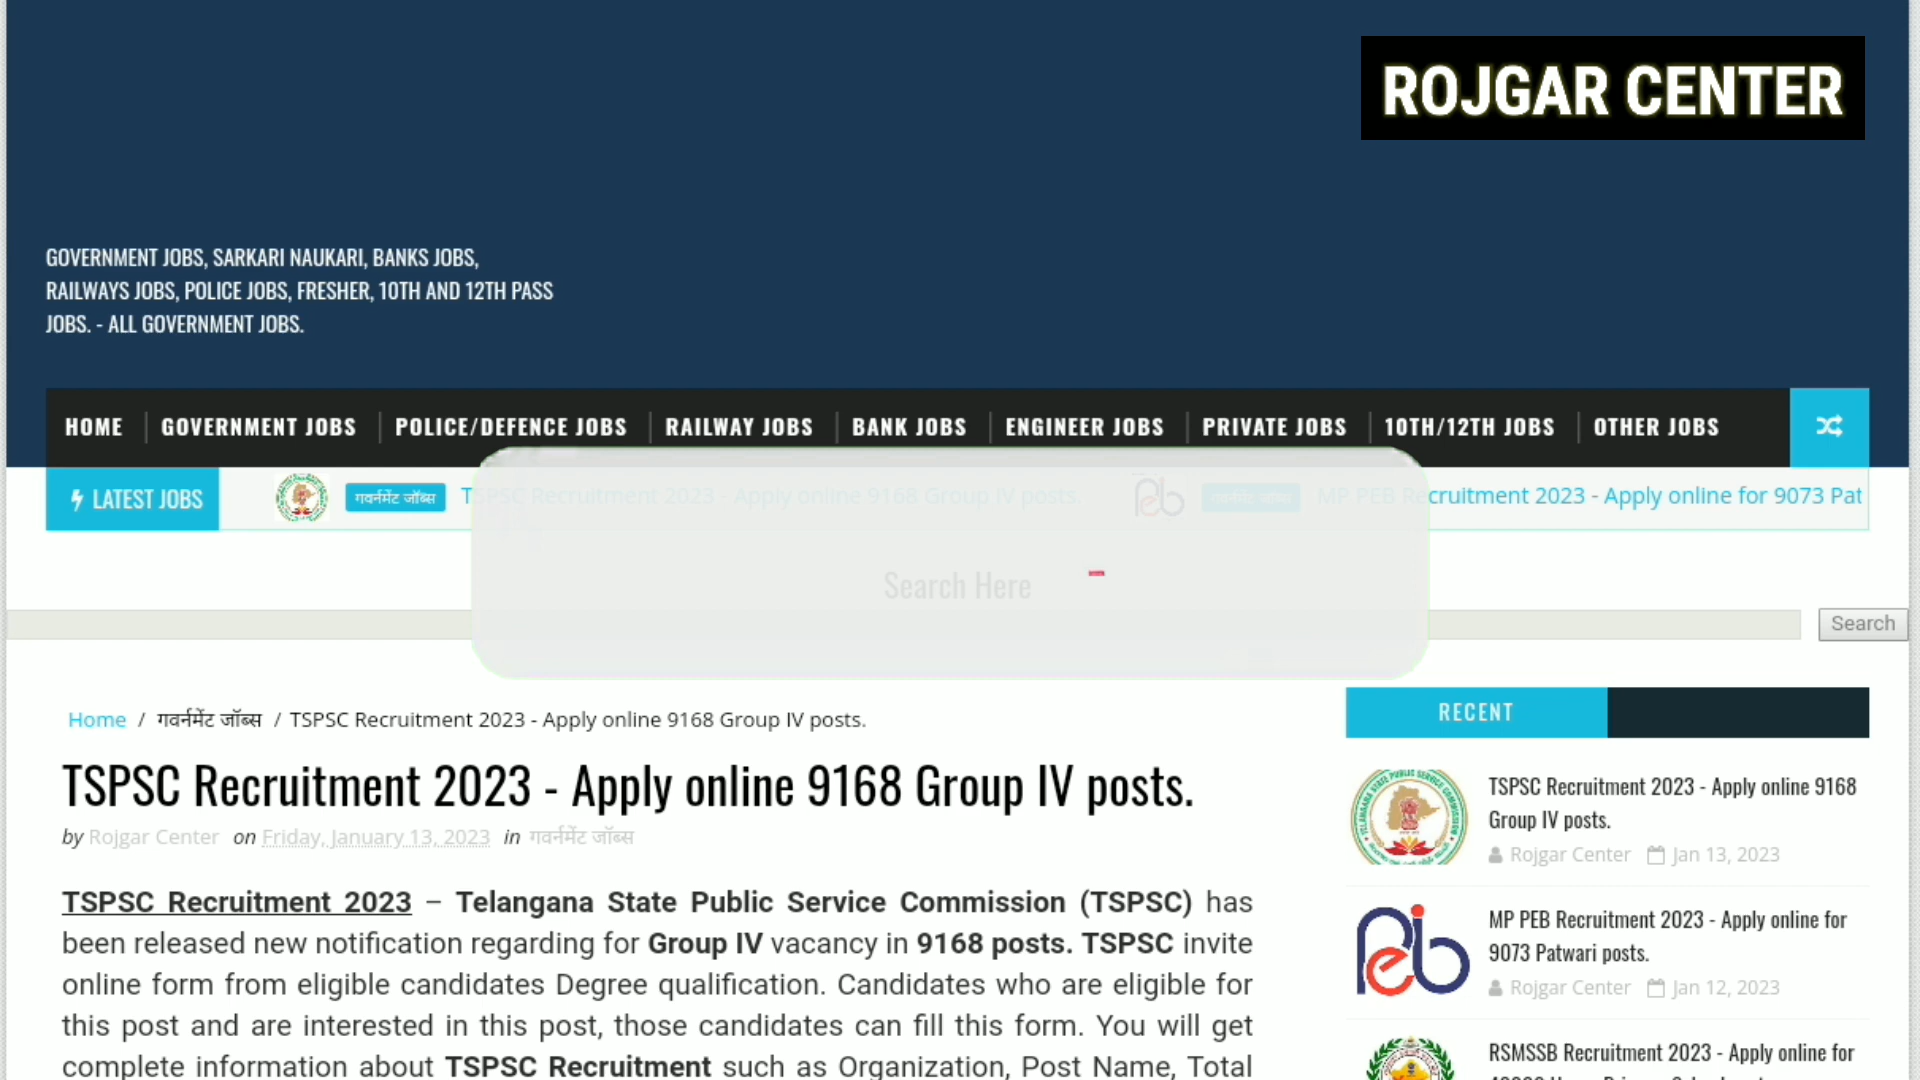 ROJGAR CENTER
GOVERNMENT JOBS, SARKARI NAUKARI, BANKS JOBS,
RAILWAYS JOBS, POLICE JOBS, FRESHER, 10TH AND 12TH PASS
JOBS. - ALL GOVERNMENT JOBS.
HOME GOVERNMENT JOBS POLICE/DEFENCE JOBS RAILWAY JOBS BANK JOBS ENGINEER JOBS PRIVATE JOBS 10TH/12TH JOBS OTHER JOBS
LATEST JOBS गवर्नमेंट जॉब्स TSPSC Recruitment 2023 - Apply online 9168 Group IV posts. MP PEB Recruitment 2023 - Apply online for 9073 Pat
Search Here
Search
Home / गवर्नमेंट जॉब्स / TSPSC Recruitment 2023 - Apply online 9168 Group IV posts.
TSPSC Recruitment 2023 - Apply online 9168 Group IV posts.
by Rojgar Center on Friday, January 13, 2023 in गवर्नमेंट जॉब्स
TSPSC Recruitment 2023 – Telangana State Public Service Commission (TSPSC) has
been released new notification regarding for Group IV vacancy in 9168 posts. TSPSC invite
online form from eligible candidates Degree qualification. Candidates who are eligible for
this post and are interested in this post, those candidates can fill this form. You will get
complete information about TSPSC Recruitment such as Organization, Post Name, Total
RECENT
TSPSC Recruitment 2023 - Apply online 9168
Group IV posts.
Rojgar Center Jan 13, 2023
MP PEB Recruitment 2023 - Apply online for
9073 Patwari posts.
Rojgar Center Jan 12, 2023
RSMSSB Recruitment 2023 - Apply online for